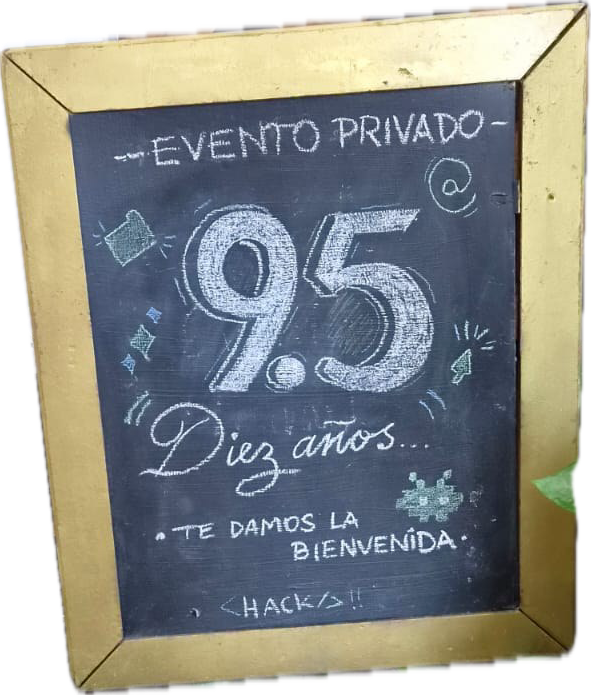 - EVENTO PRIVADO -
@
9.5
Diez años...
• TE DAMOS LA
BIENVENIDA •
<HACK/>!!